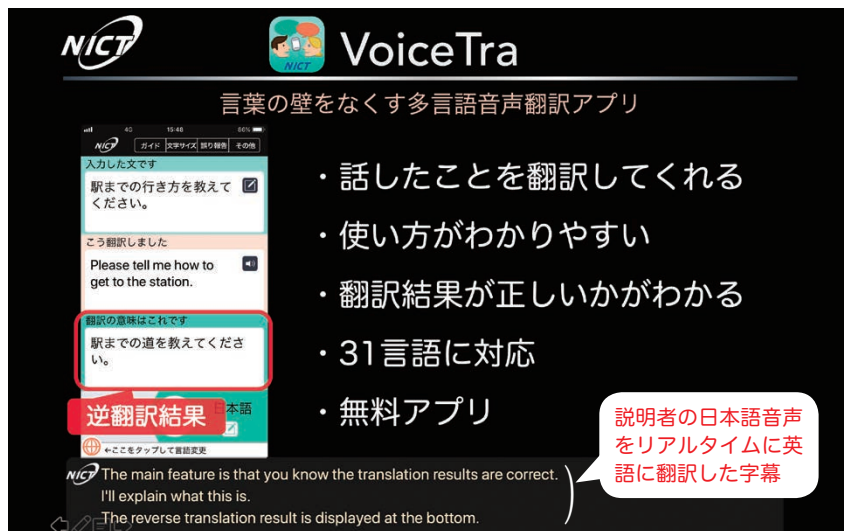 NICT
NICT
VoiceTra
言葉の壁をなくす多言語音声翻訳アプリ
4G 15:48 86%
NICT ガイド 文字サイズ 誤り報告 その他
入力した文です
駅までの行き方を教えて
ください。
こう翻訳しました
Please tell me how to
get to the station.
翻訳の意味はこれです
駅までの道を教えてくださ
い。
逆翻訳結果
本語
←ここをタップして言語変更
・話したことを翻訳してくれる
・使い方がわかりやすい
・翻訳結果が正しいかがわかる
・31言語に対応
・無料アプリ
説明者の日本語音声
をリアルタイムに英
語に翻訳した字幕
NICT The main feature is that you know the translation results are correct.
I'll explain what this is.
The reverse translation result is displayed at the bottom.